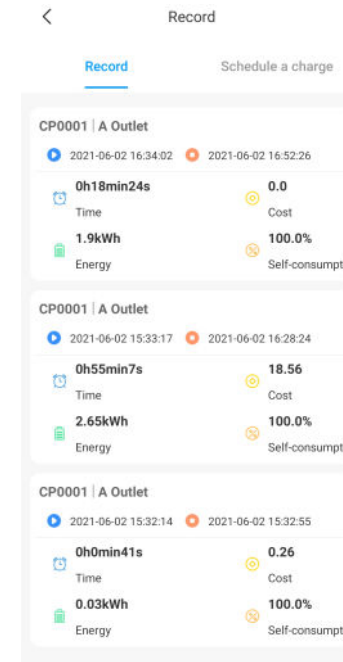 Record
Record Schedule a charge
CP0001 | A Outlet
2021-06-02 16:34:02 2021-06-02 16:52:26
0h18min24s 0.0
Time Cost
1.9kWh 100.0%
Energy Self-consumpt
CP0001 | A Outlet
2021-06-02 15:33:17 2021-06-02 16:28:24
0h55min7s 18.56
Time Cost
2.65kWh 100.0%
Energy Self-consumpt
CP0001 | A Outlet
2021-06-02 15:32:14 2021-06-02 15:32:55
0h0min41s 0.26
Time Cost
0.03kWh 100.0%
Energy Self-consumpt